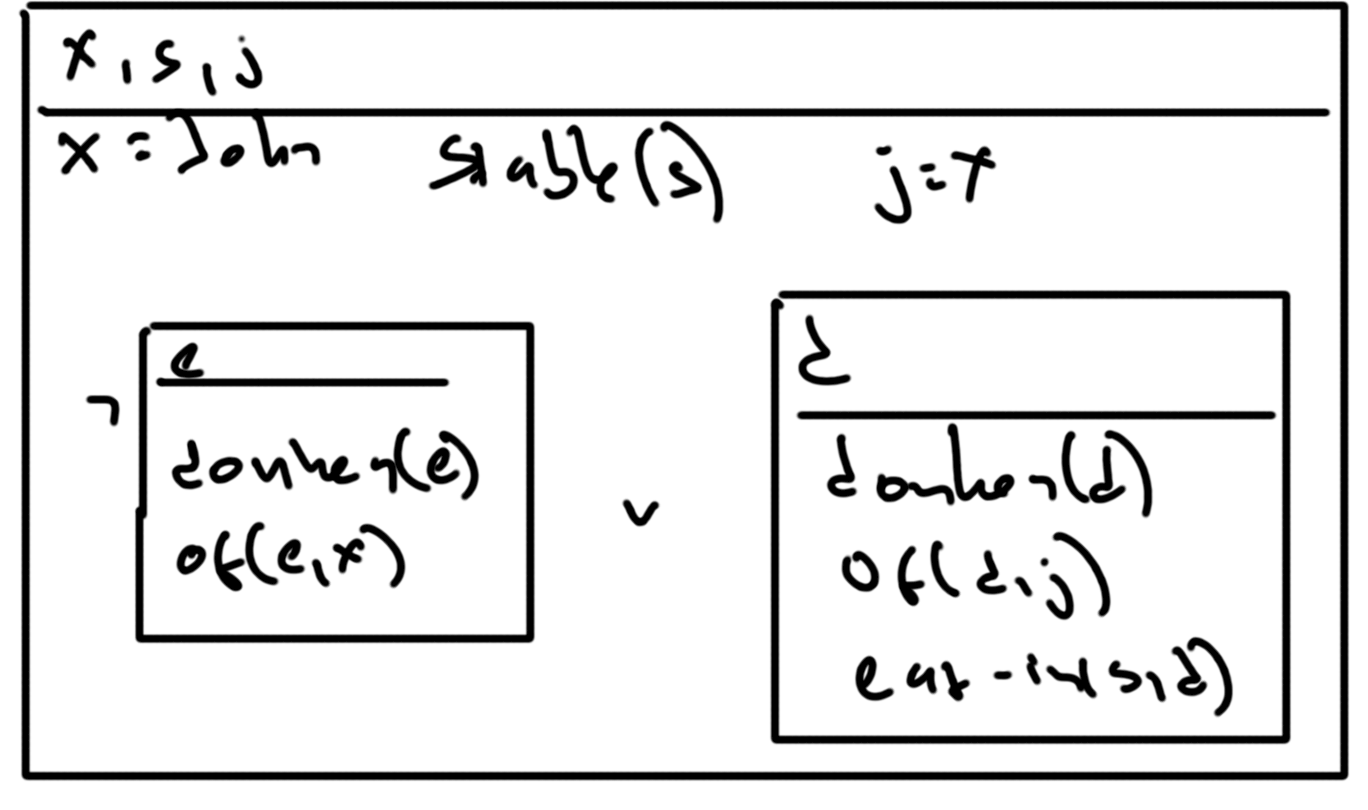 x, s, j
x = John stable(s) j = x
e
¬
donkey(e)
of(e, x)
∨
d
donkey(d)
of(d, j)
eat-in(s, d)